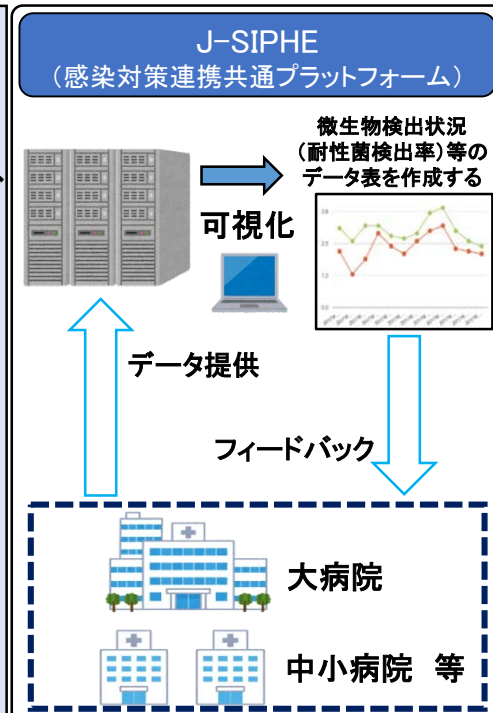 J-SIPHE
（感染対策連携共通プラットフォーム）
微生物検出状況
（耐性菌検出率）等の
データ表を作成する
可視化
データ提供
フィードバック
大病院
中小病院　等